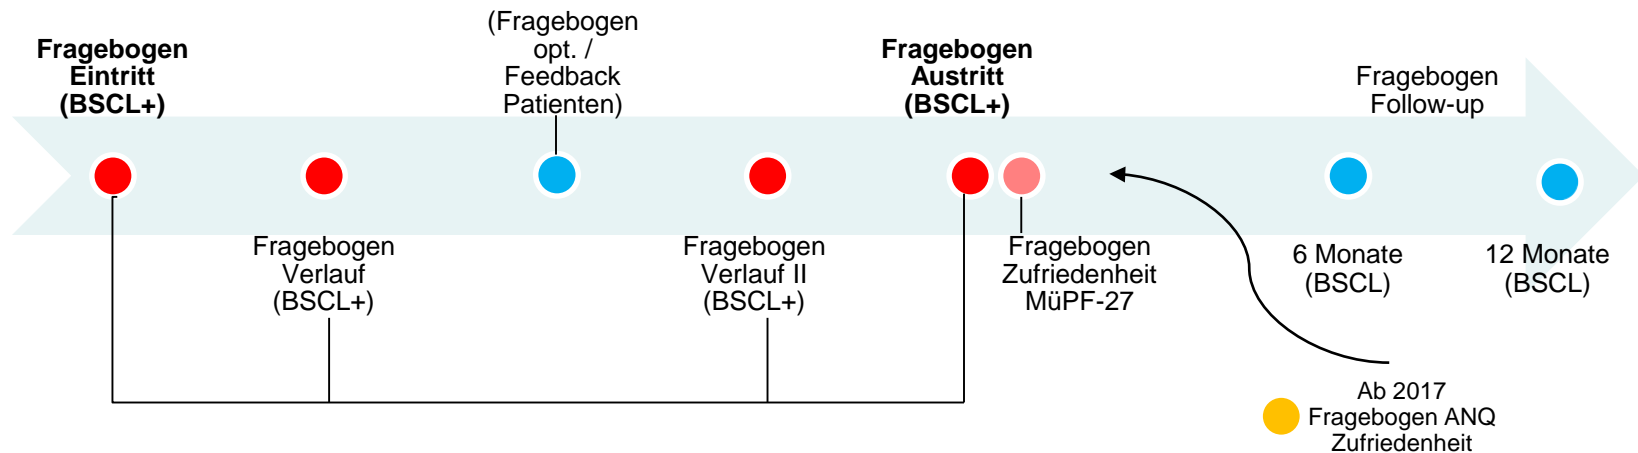 Fragebogen
Eintritt
(BSCL+)
(Fragebogen
opt. /
Feedback
Patienten)
Fragebogen
Austritt
(BSCL+)
Fragebogen
Follow-up
Fragebogen
Verlauf
(BSCL+)
Fragebogen
Verlauf II
(BSCL+)
Fragebogen
Zufriedenheit
MüPF-27
6 Monate
(BSCL)
12 Monate
(BSCL)
Ab 2017
Fragebogen ANQ
Zufriedenheit